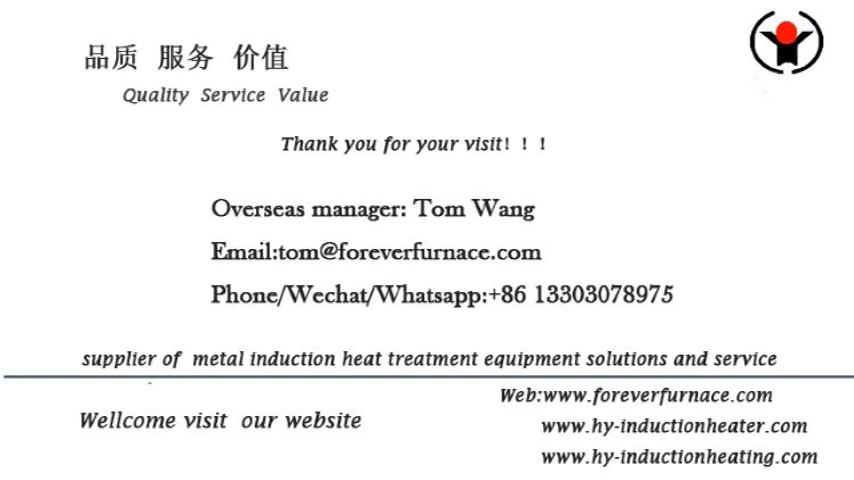 品质 服务 价值
Quality Service Value
Thank you for your visit！！！
Overseas manager: Tom Wang
Email:tom@foreverfurnace.com
Phone/Wechat/Whatsapp:+86 13303078975
supplier of metal induction heat treatment equipment solutions and service
Wellcome visit our website
Web:www.foreverfurnace.com
www.hy-inductionheater.com
www.hy-inductionheating.com